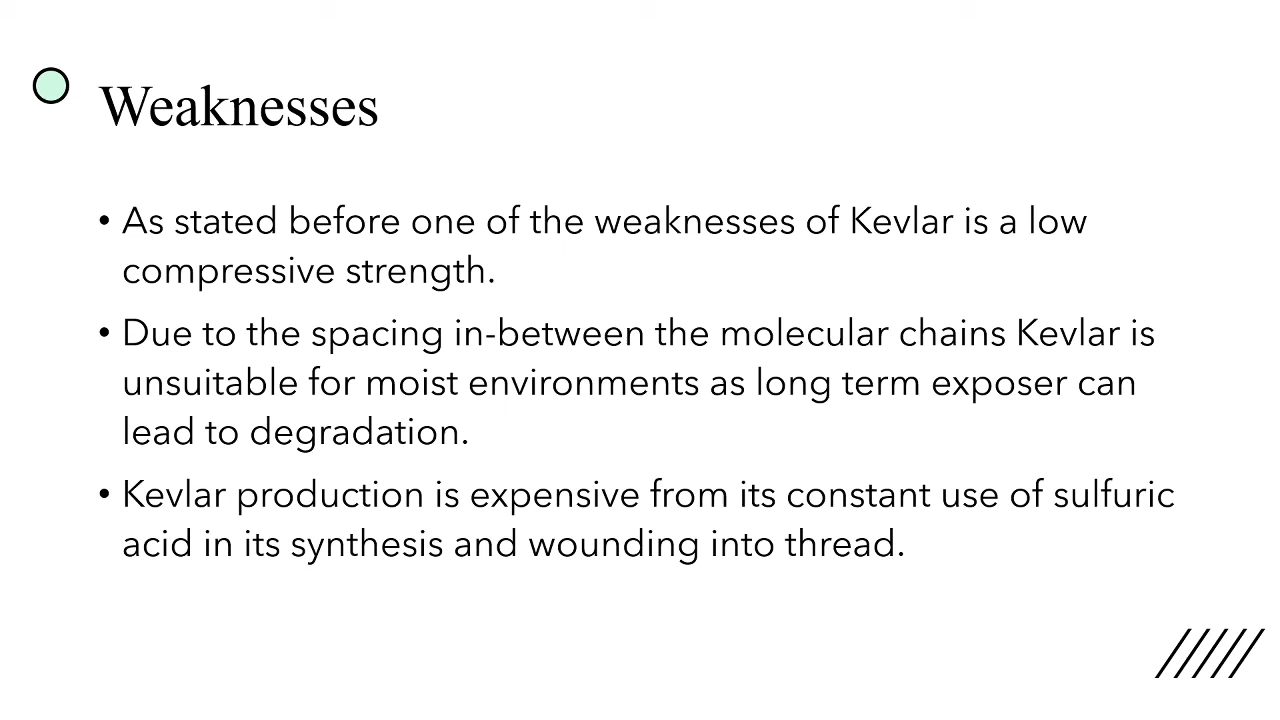 Weaknesses
• As stated before one of the weaknesses of Kevlar is a low
compressive strength.
• Due to the spacing in-between the molecular chains Kevlar is
unsuitable for moist environments as long term exposer can
lead to degradation.
• Kevlar production is expensive from its constant use of sulfuric
acid in its synthesis and wounding into thread.